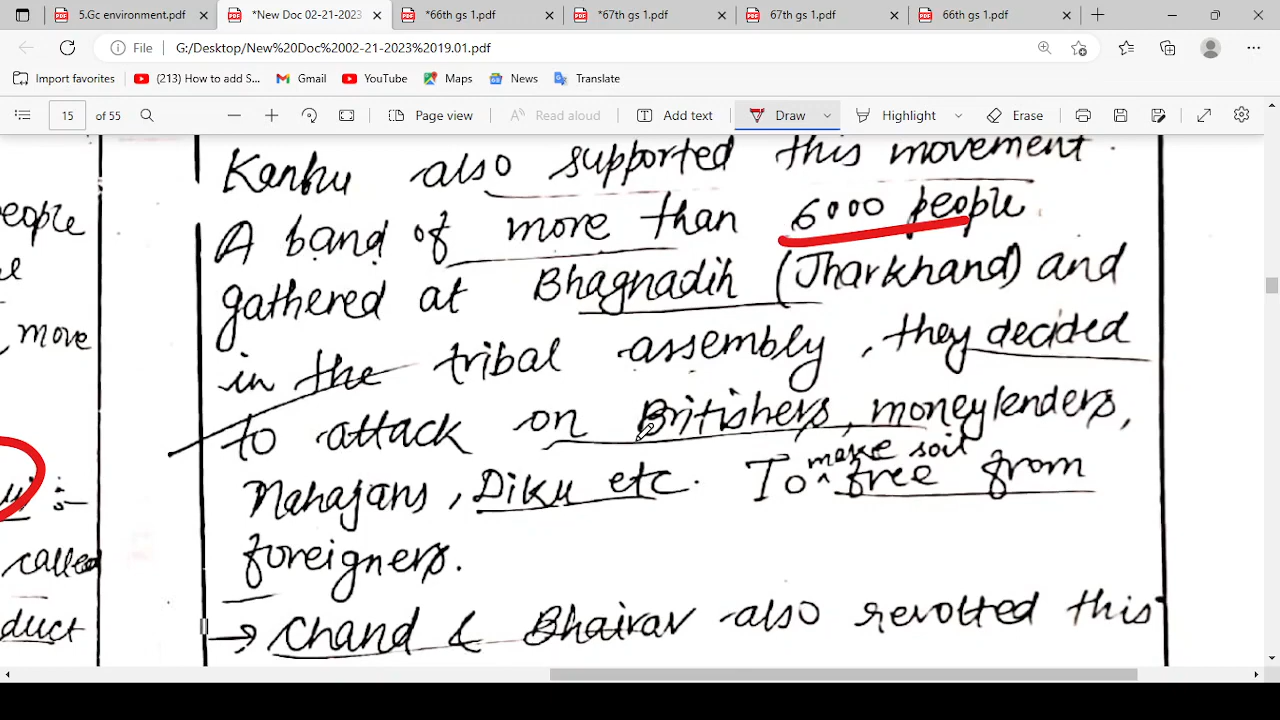 5.Gc environment.pdf
*New Doc 02-21-2023
*66th gs 1.pdf
*67th gs 1.pdf
67th gs 1.pdf
66th gs 1.pdf
File
G:/Desktop/New%20Doc%2002-21-2023%2019.01.pdf
Import favorites
(213) How to add S...
Gmail
YouTube
Maps
News
Translate
15 of 55
Page view
Read aloud
Add text
Draw
Highlight
Erase
Kanhu also supported this movement.
A band of more than 6000 people
gathered at Bhagnadih (Jharkhand) and
in the tribal assembly, they decided
to attack on Britishers, moneylenders,
Mahajans, Diku etc. To ^ make soil free from
foreigners.
→ Chand & Bhairav also revolted this
people
move
called
duct